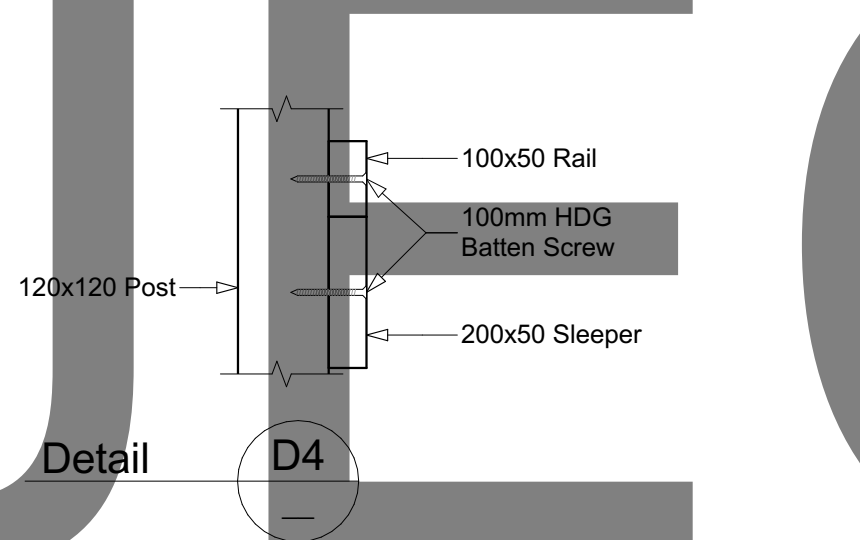 100x50 Rail
100mm HDG
Batten Screw
120x120 Post
200x50 Sleeper
Detail
D4